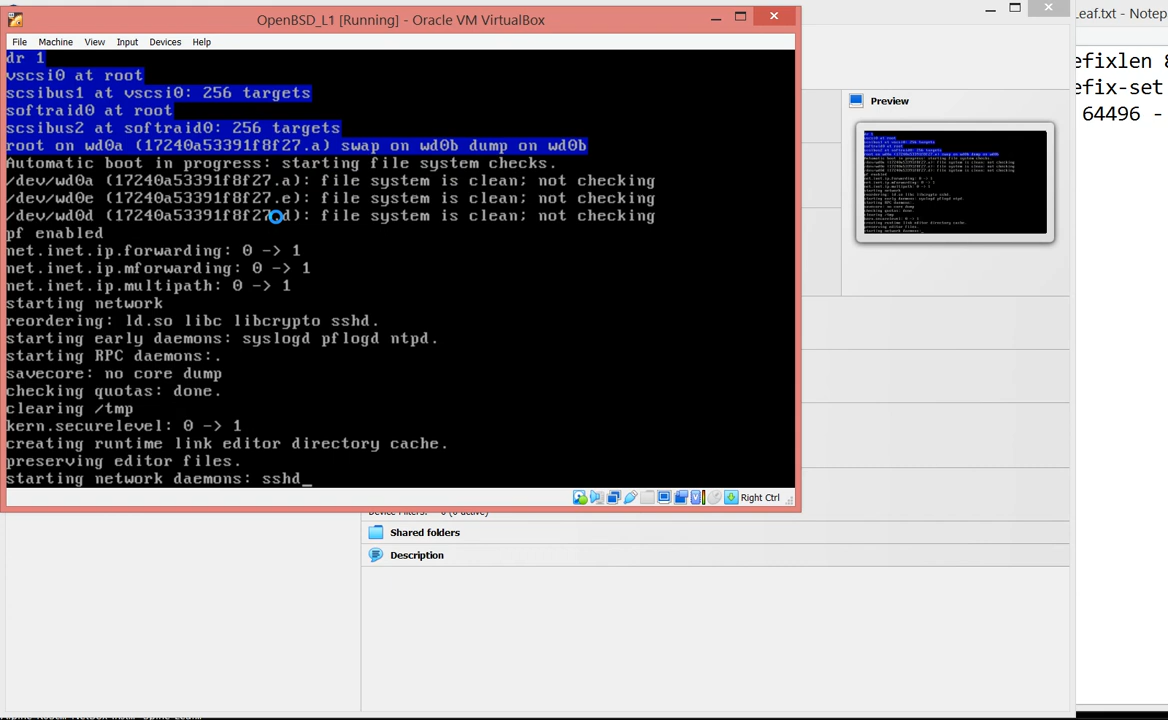 OpenBSD_L1 [Running] - Oracle VM VirtualBox
File Machine View Input Devices Help
dr 1
vscsi0 at root
scsibus1 at vscsi0: 256 targets
softraid0 at root
scsibus2 at softraid0: 256 targets
root on wd0a (17240a53391f8f27.a) swap on wd0b dump on wd0b
Automatic boot in progress: starting file system checks.
/dev/wd0a (17240a53391f8f27.a): file system is clean; not checking
/dev/wd0e (17240a53391f8f27.e): file system is clean; not checking
/dev/wd0d (17240a53391f8f27.d): file system is clean; not checking
pf enabled
net.inet.ip.forwarding: 0 -> 1
net.inet.ip.mforwarding: 0 -> 1
net.inet.ip.multipath: 0 -> 1
starting network
reordering: ld.so libc libcrypto sshd.
starting early daemons: syslogd pflogd ntpd.
starting RPC daemons:.
savecore: no core dump
checking quotas: done.
clearing /tmp
kern.securelevel: 0 -> 1
creating runtime link editor directory cache.
preserving editor files.
starting network daemons: sshd_
Right Ctrl
Preview
Device Filters: 0 (0 active)
Shared folders
Description
Leaf.txt - Notep
efixlen 8
efix-set
64496 -